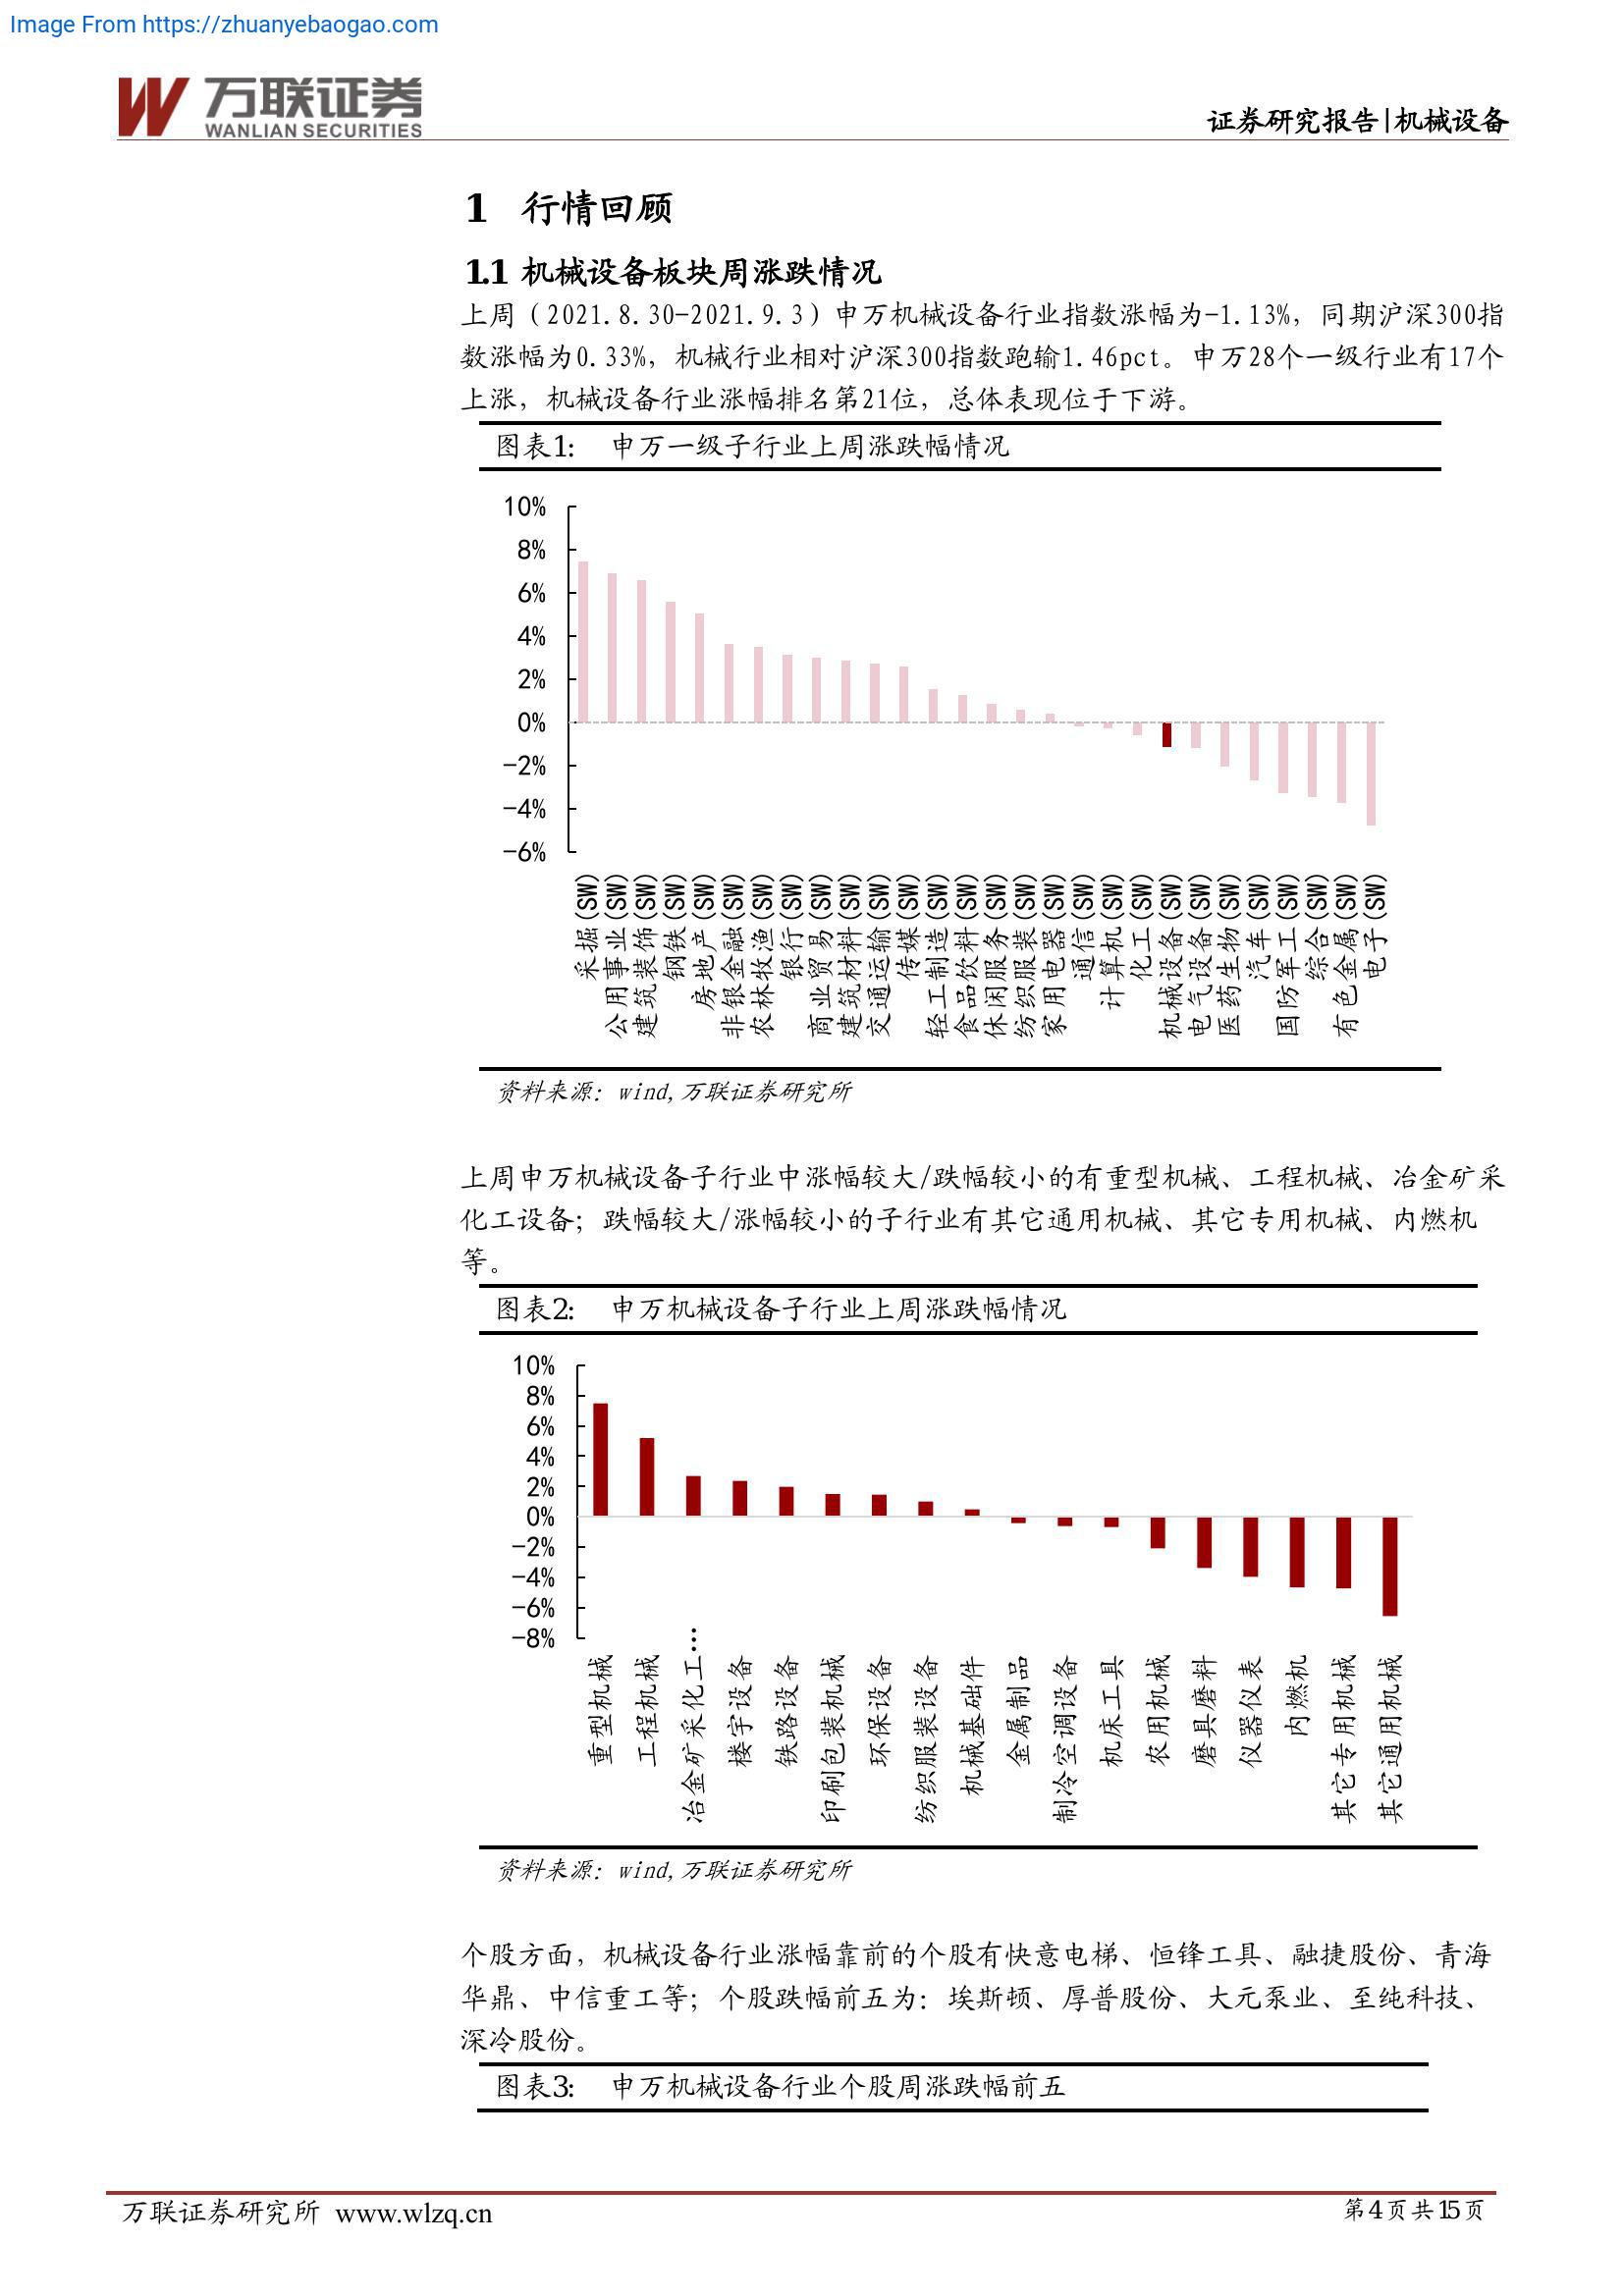 Image From https://zhuanyebaogao.com
万联证券
WANLIAN SECURITIES
证券研究报告|机械设备
1 行情回顾
1.1 机械设备板块周涨跌情况
上周（2021.8.30-2021.9.3）申万机械设备行业指数涨幅为-1.13%，同期沪深300指
数涨幅为0.33%，机械行业相对沪深300指数跑输1.46pct。申万28个一级行业有17个
上涨，机械设备行业涨幅排名第21位，总体表现位于下游。
图表1: 申万一级子行业上周涨跌幅情况
10%
8%
6%
4%
2%
0%
-2%
-4%
-6%
采掘(SW)
公用事业(SW)
建筑装饰(SW)
钢铁(SW)
房地产(SW)
非银金融(SW)
农林牧渔(SW)
银行(SW)
商业贸易(SW)
建筑材料(SW)
交通运输(SW)
传媒(SW)
轻工制造(SW)
食品饮料(SW)
休闲服务(SW)
纺织服装(SW)
家用电器(SW)
通信(SW)
计算机(SW)
化工(SW)
机械设备(SW)
电气设备(SW)
医药生物(SW)
汽车(SW)
国防军工(SW)
综合(SW)
有色金属(SW)
电子(SW)
资料来源：wind,万联证券研究所
上周申万机械设备子行业中涨幅较大/跌幅较小的有重型机械、工程机械、冶金矿采
化工设备；跌幅较大/涨幅较小的子行业有其它通用机械、其它专用机械、内燃机
等。
图表2: 申万机械设备子行业上周涨跌幅情况
10%
8%
6%
4%
2%
0%
-2%
-4%
-6%
-8%
重型机械
工程机械
冶金矿采化工…
楼宇设备
铁路设备
印刷包装机械
环保设备
纺织服装设备
机械基础件
金属制品
制冷空调设备
机床工具
农用机械
磨具磨料
仪器仪表
内燃机
其它专用机械
其它通用机械
资料来源：wind,万联证券研究所
个股方面，机械设备行业涨幅靠前的个股有快意电梯、恒锋工具、融捷股份、青海
华鼎、中信重工等；个股跌幅前五为：埃斯顿、厚普股份、大元泵业、至纯科技、
深冷股份。
图表3: 申万机械设备行业个股周涨跌幅前五
万联证券研究所 www.wlzq.cn
第4页共15页